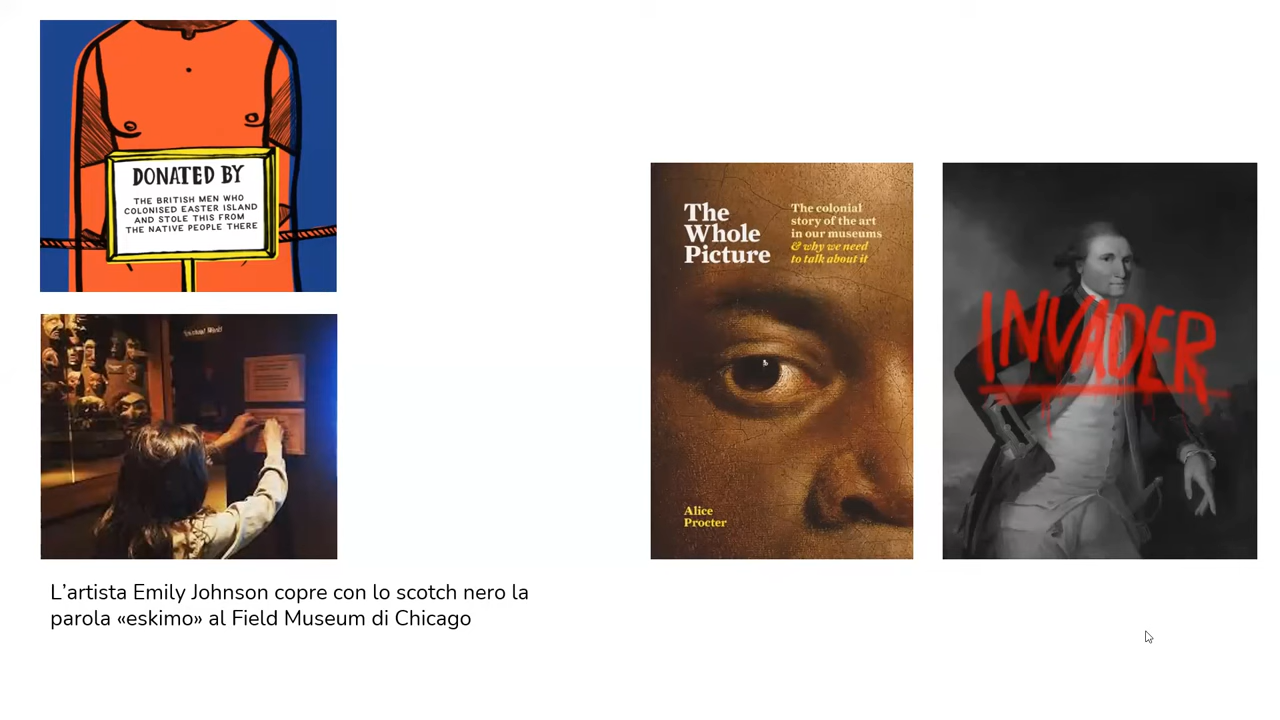 DONATED BY
THE BRITISH MEN WHO
COLONISED EASTER ISLAND
AND STOLE THIS FROM
THE NATIVE PEOPLE THERE
Spiritual World
L'artista Emily Johnson copre con lo scotch nero la
parola «eskimo» al Field Museum di Chicago
The
Whole
Picture
The colonial
story of the art
in our museums
& why we need
to talk about it
Alice
Procter
INVADER